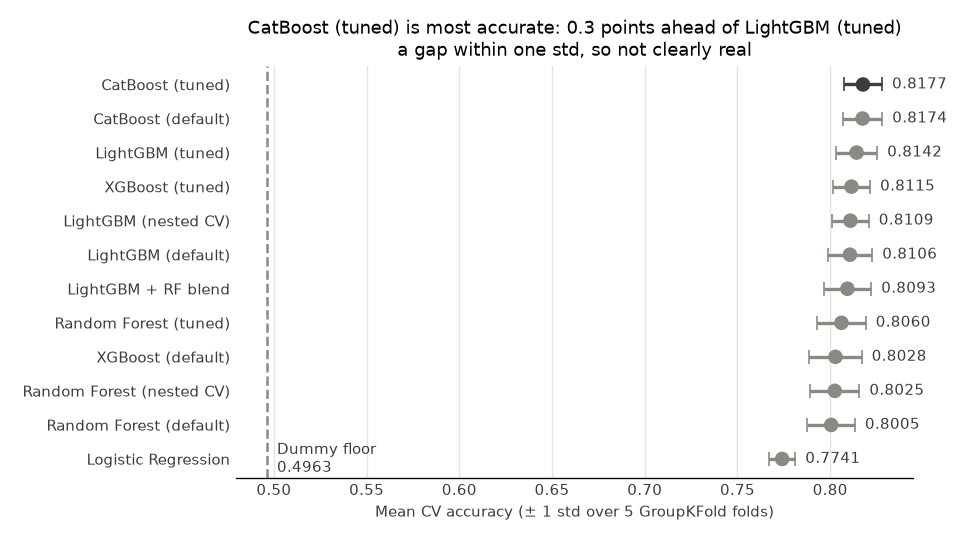 CatBoost (tuned) is most accurate: 0.3 points ahead of LightGBM (tuned)
a gap within one std, so not clearly real
CatBoost (tuned) 0.8177
CatBoost (default) 0.8174
LightGBM (tuned) 0.8142
XGBoost (tuned) 0.8115
LightGBM (nested CV) 0.8109
LightGBM (default) 0.8106
LightGBM + RF blend 0.8093
Random Forest (tuned) 0.8060
XGBoost (default) 0.8028
Random Forest (nested CV) 0.8025
Random Forest (default) 0.8005
Dummy floor
Logistic Regression 0.7741
0.4963
0.50 0.55 0.60 0.65 0.70 0.75 0.80
Mean CV accuracy (± 1 std over 5 GroupKFold folds)